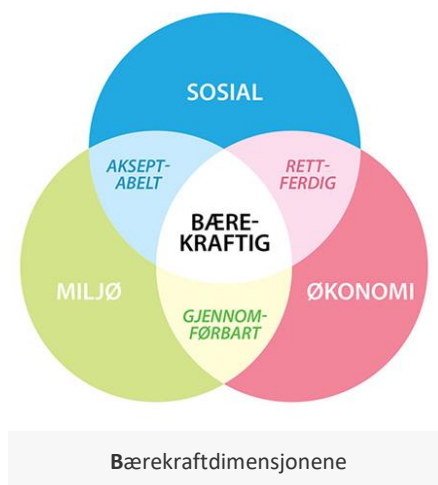 SOSIAL
AKSEPT-
ABELT
RETT-
FERDIG
BÆRE-
KRAFTIG
MILJØ
ØKONOMI
GJENNOM-
FØRBART
Bærekraftdimensjonene